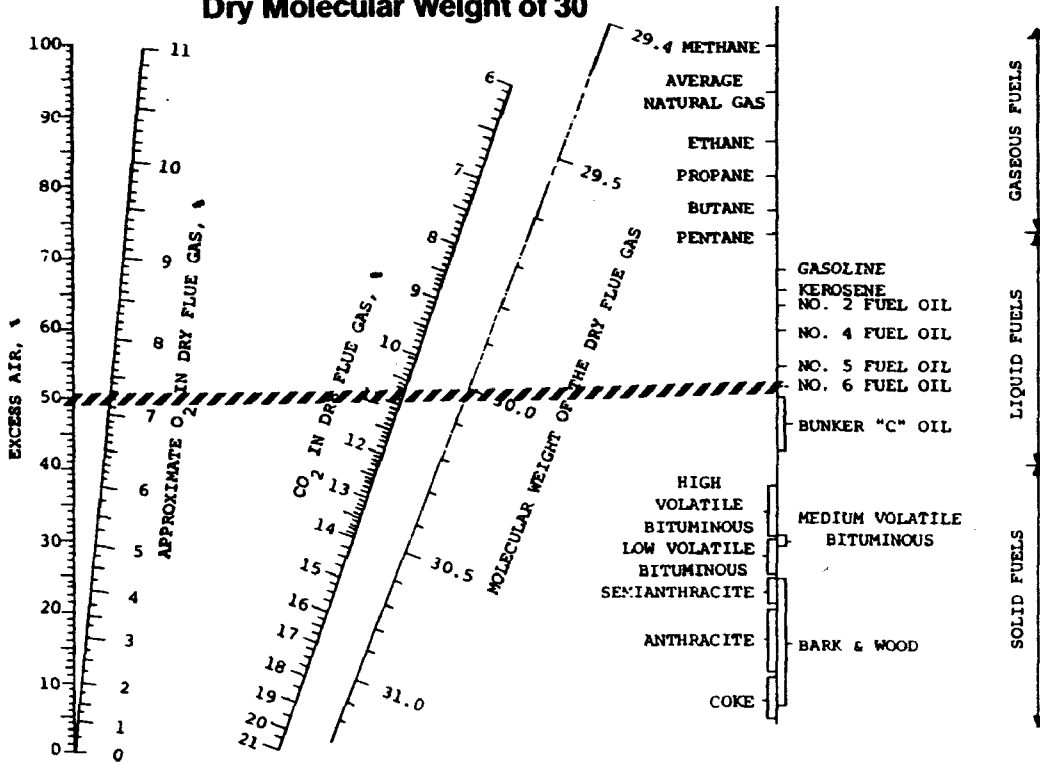 Dry Molecular Weight of 30
EXCESS AIR, %
100
90
80
70
60
50
40
30
20
10
0
APPROXIMATE O2 IN DRY FLUE GAS, %
11
10
9
8
7
6
5
4
3
2
1
0
CO2 IN DRY FLUE GAS, %
6
7
8
9
10
11
12
13
14
15
16
17
18
19
20
21
MOLECULAR WEIGHT OF THE DRY FLUE GAS
29.4
29.5
30.0
30.5
31.0
METHANE
AVERAGE
NATURAL GAS
ETHANE
PROPANE
BUTANE
PENTANE
GASOLINE
KEROSENE
NO. 2 FUEL OIL
NO. 4 FUEL OIL
NO. 5 FUEL OIL
NO. 6 FUEL OIL
BUNKER "C" OIL
HIGH
VOLATILE
BITUMINOUS
MEDIUM VOLATILE
BITUMINOUS
LOW VOLATILE
BITUMINOUS
SEMIANTHRACITE
ANTHRACITE
BARK & WOOD
COKE
GASEOUS FUELS
LIQUID FUELS
SOLID FUELS